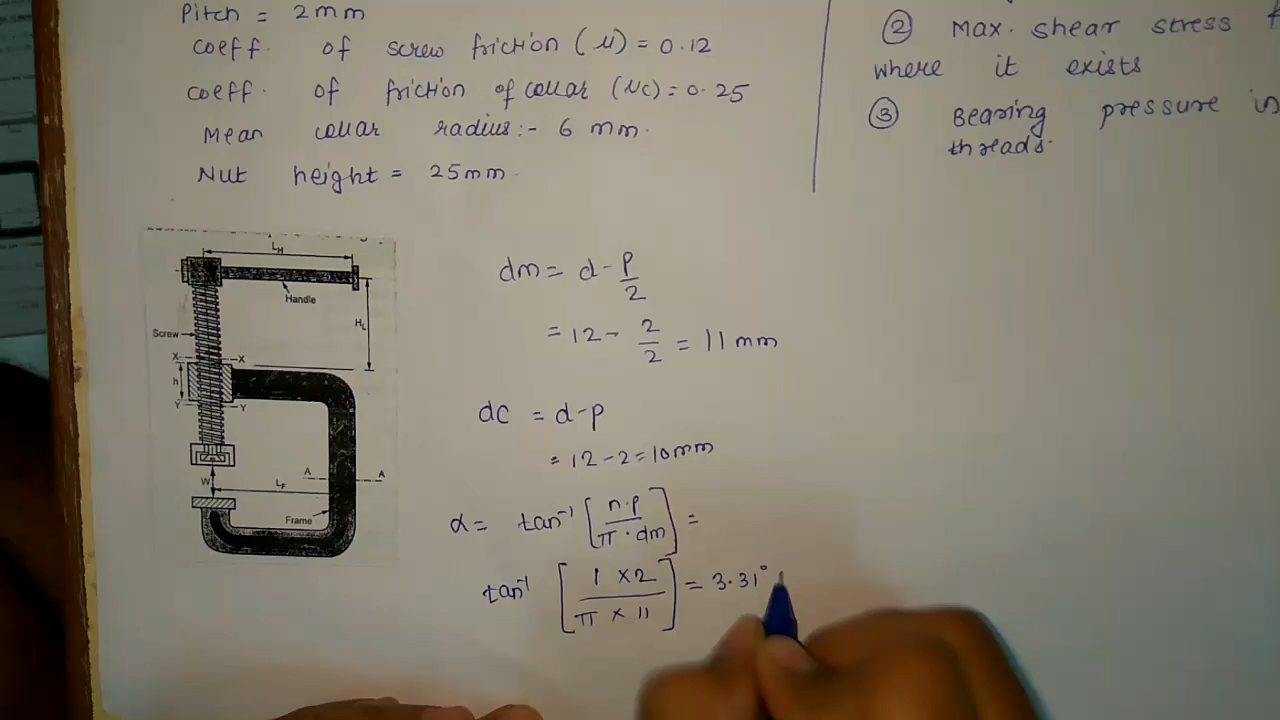 Pitch = 2mm
coeff. of screw friction (μ) = 0.12
coeff. of friction of collar (μc) = 0.25
Mean collar radius:- 6 mm.
Nut height = 25mm.
② Max. shear stress
where it exists
③ Bearing pressure in
threads.
LH
Handle
HL
Screw
X X
h
Y Y
W
LF
A A
Frame
dm = d - p/2
= 12 - 2/2 = 11 mm
dc = d-p
= 12-2 = 10mm
α = tan⁻¹ [n.p / π.dm] =
tan⁻¹ [1 × 2 / π × 11] = 3.31°